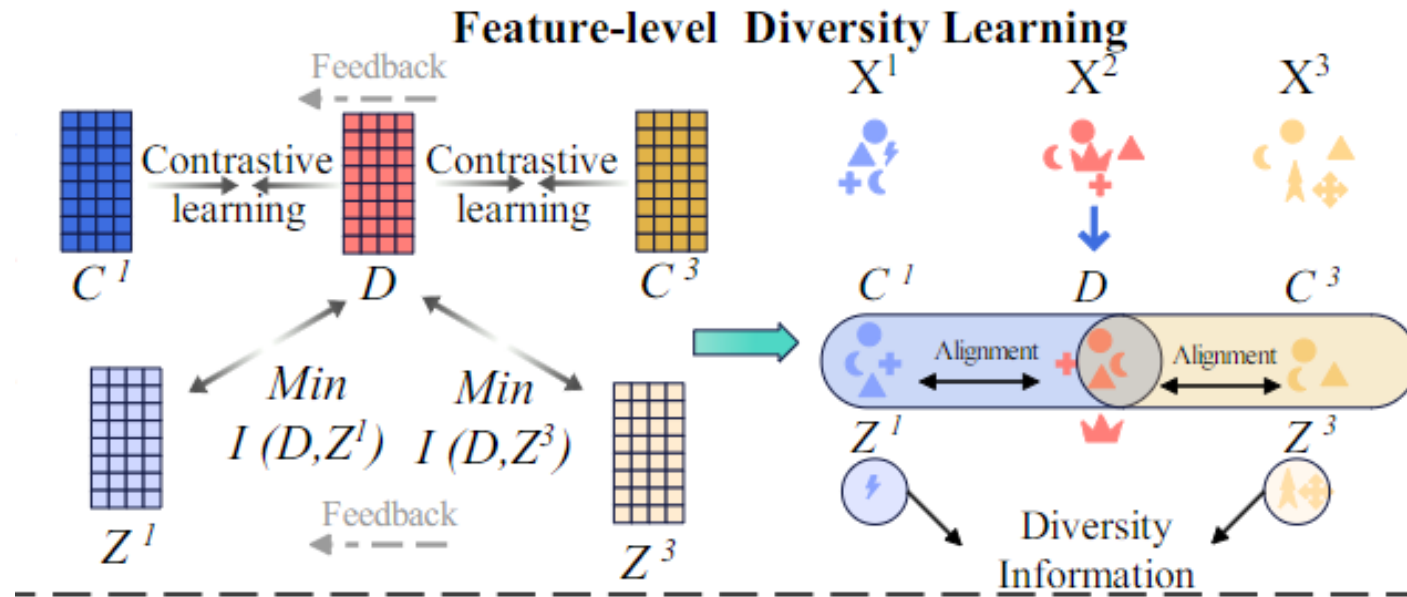 Feature-level Diversity Learning
Feedback
Contrastive
learning
Contrastive
learning
C¹
D
C³
Min
I (D,Z¹)
Min
I (D,Z³)
Z¹
Feedback
Z³
X¹
X²
X³
C¹
D
C³
Alignment
Alignment
Z¹
Z³
Diversity
Information